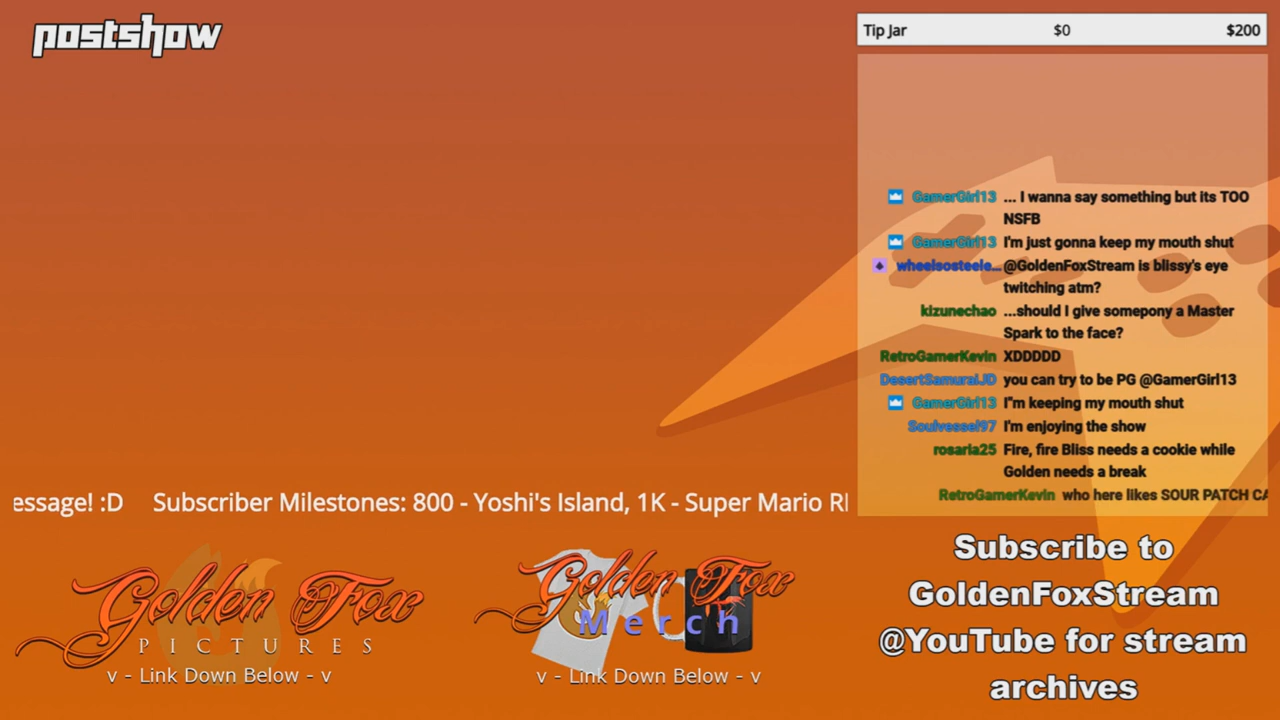 postshow
Tip Jar $0 $200
GamerGirl13 ... I wanna say something but its TOO
NSFB
GamerGirl13 I'm just gonna keep my mouth shut
wheelsosteele... @GoldenFoxStream is blissy's eye
twitching atm?
kizunechao ...should I give somepony a Master
Spark to the face?
RetroGamerKevin XDDDDD
DesertSamuraiJD you can try to be PG @GamerGirl13
GamerGirl13 I"m keeping my mouth shut
Soulvessel97 I'm enjoying the show
rosaria25 Fire, fire Bliss needs a cookie while
Golden needs a break
RetroGamerKevin who here likes SOUR PATCH CA
essage! :D Subscriber Milestones: 800 - Yoshi's Island, 1K - Super Mario RI
Golden Fox
PICTURES
v - Link Down Below - v
Golden Fox
Merch
v - Link Down Below - v
Subscribe to
GoldenFoxStream
@YouTube for stream
archives